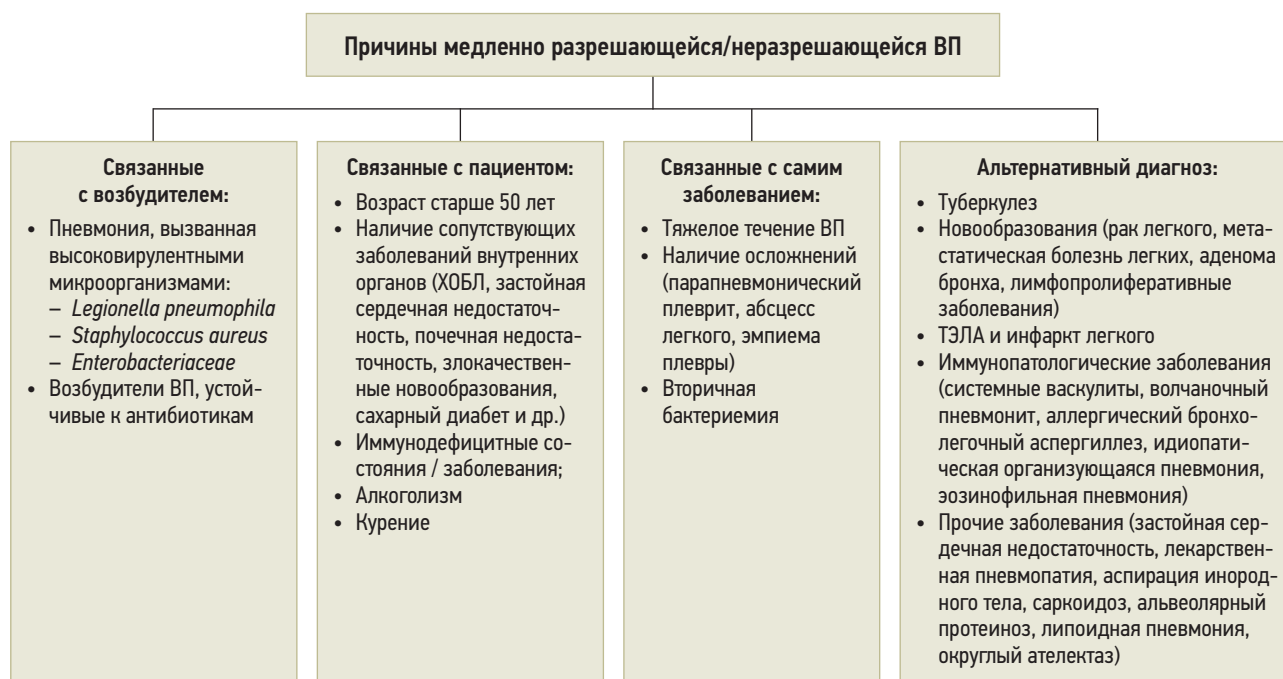 Причины медленно разрешающейся/неразрешающейся ВП
Связанные
с возбудителем:
• Пневмония, вызванная
высоковирулентными
микроорганизмами:
– Legionella pneumophila
– Staphylococcus aureus
– Enterobacteriaceae
• Возбудители ВП, устой-
чивые к антибиотикам
Связанные с пациентом:
• Возраст старше 50 лет
• Наличие сопутствующих
заболеваний внутренних
органов (ХОБЛ, застойная
сердечная недостаточ-
ность, почечная недоста-
точность, злокачествен-
ные новообразования,
сахарный диабет и др.)
• Иммунодефицитные со-
стояния / заболевания;
• Алкоголизм
• Курение
Связанные с самим
заболеванием:
• Тяжелое течение ВП
• Наличие осложнений
(парапневмонический
плеврит, абсцесс
легкого, эмпиема
плевры)
• Вторичная
бактериемия
Альтернативный диагноз:
• Туберкулез
• Новообразования (рак легкого, мета-
статическая болезнь легких, аденома
бронха, лимфопролиферативные
заболевания)
• ТЭЛА и инфаркт легкого
• Иммунопатологические заболевания
(системные васкулиты, волчаночный
пневмонит, аллергический бронхо-
легочный аспергиллез, идиопати-
ческая организующаяся пневмония,
эозинофильная пневмония)
• Прочие заболевания (застойная сер-
дечная недостаточность, лекарствен-
ная пневмопатия, аспирация инород-
ного тела, саркоидоз, альвеолярный
протеиноз, липоидная пневмония,
округлый ателектаз)